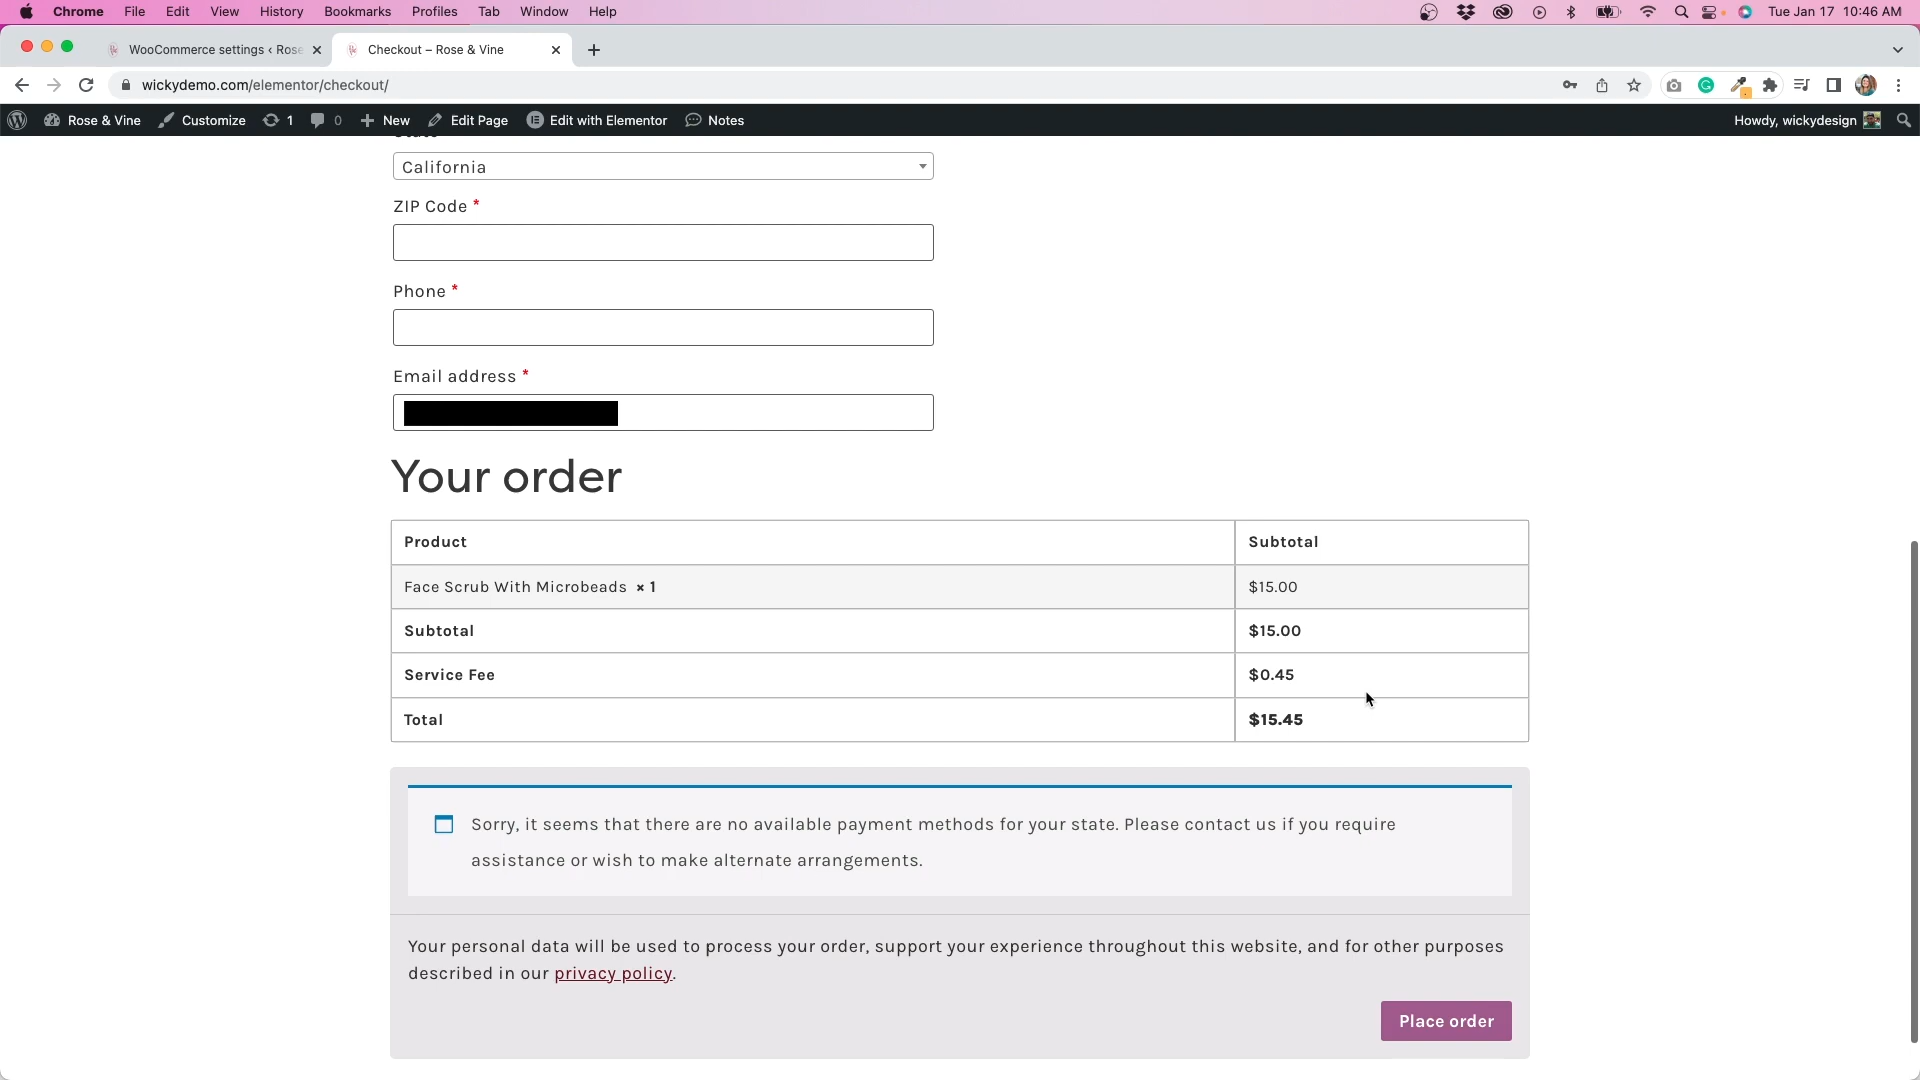 Chrome File Edit View History Bookmarks Profiles Tab Window Help Tue Jan 17 10:46 AM
WooCommerce settings ‹ Rose Checkout – Rose & Vine
wickydemo.com/elementor/checkout/
Rose & Vine Customize 1 0 New Edit Page Edit with Elementor Notes Howdy, wickydesign
State
California
ZIP Code *
Phone *
Email address *
Your order
Product Subtotal
Face Scrub With Microbeads × 1 $15.00
Subtotal $15.00
Service Fee $0.45
Total $15.45
Sorry, it seems that there are no available payment methods for your state. Please contact us if you require
assistance or wish to make alternate arrangements.
Your personal data will be used to process your order, support your experience throughout this website, and for other purposes
described in our privacy policy.
Place order